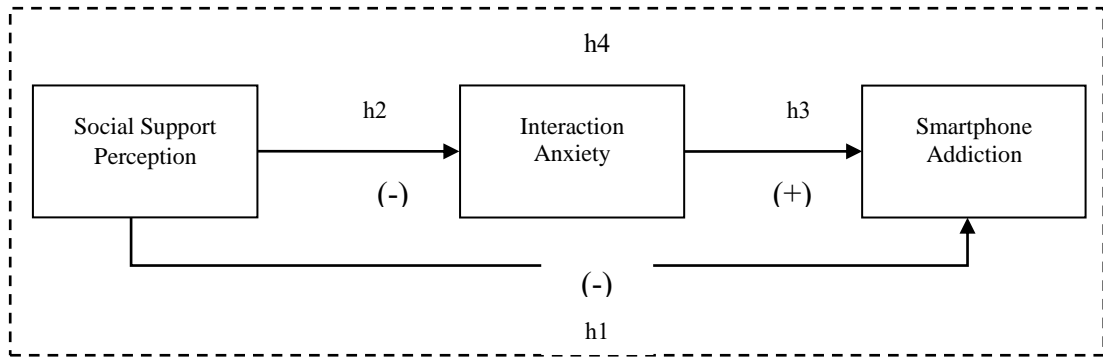 h4
Social Support
Perception
h2
(-)
Interaction
Anxiety
h3
(+)
Smartphone
Addiction
(-)
h1